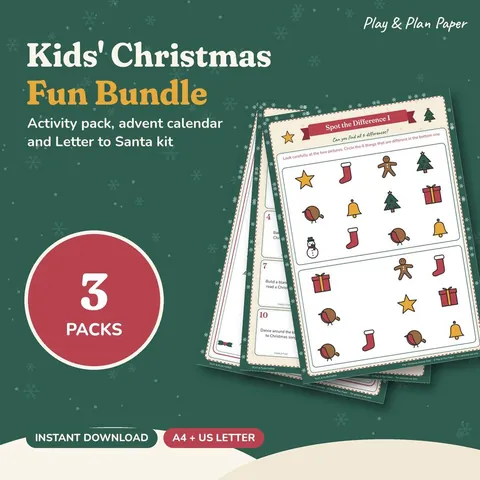 Play & Plan Paper
Kids' Christmas
Fun Bundle
Activity pack, advent calendar
and Letter to Santa kit
3
PACKS
Spot the Difference 1
Can you find all 6 differences?
Look carefully at the two pictures. Circle the 6 things that are different in the bottom one.
4
7
Build a
read a Chri
10
Dance around the
to Christmas son
INSTANT DOWNLOAD
A4 + US LETTER